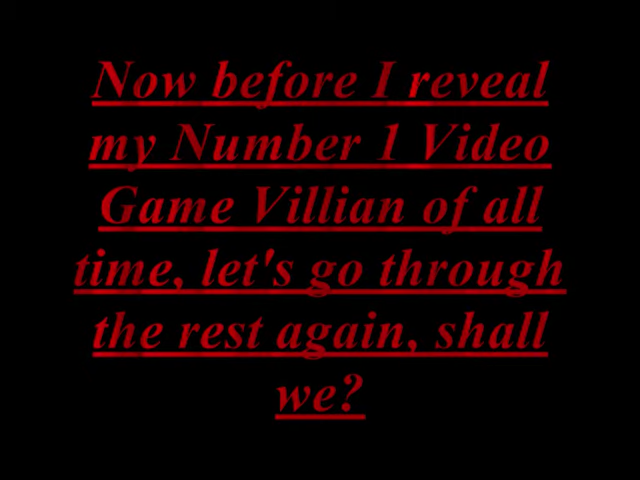 Now before I reveal
my Number 1 Video
Game Villian of all
time, let's go through
the rest again, shall
we?